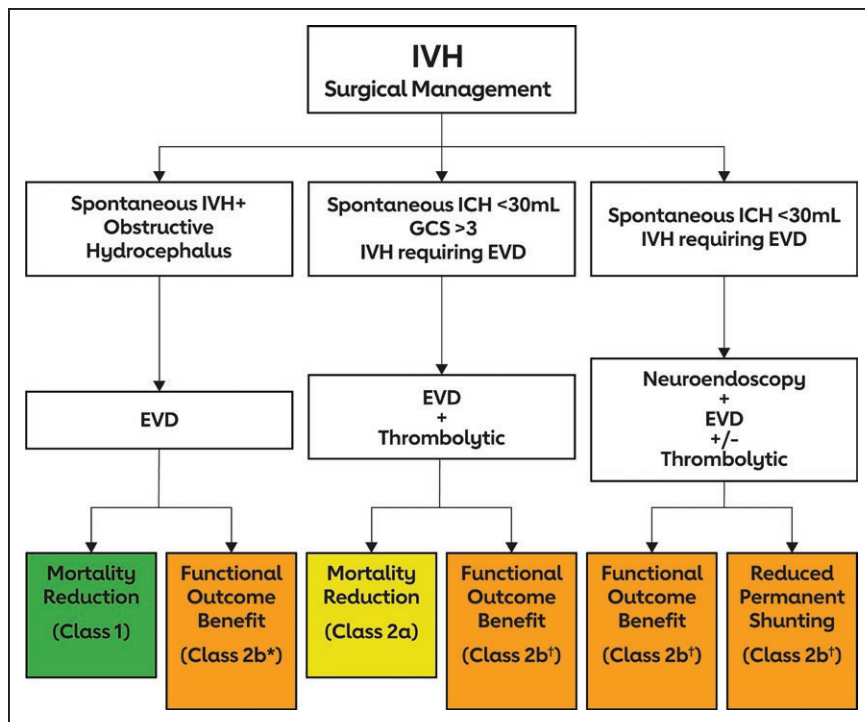 IVH
Surgical Management
Spontaneous IVH+
Obstructive
Hydrocephalus
Spontaneous ICH <30mL
GCS >3
IVH requiring EVD
Spontaneous ICH <30mL
IVH requiring EVD
EVD
EVD
+
Thrombolytic
Neuroendoscopy
+
EVD
+/-
Thrombolytic
Mortality
Reduction
(Class 1)
Functional
Outcome
Benefit
(Class 2b*)
Mortality
Reduction
(Class 2a)
Functional
Outcome
Benefit
(Class 2b†)
Functional
Outcome
Benefit
(Class 2b†)
Reduced
Permanent
Shunting
(Class 2b†)